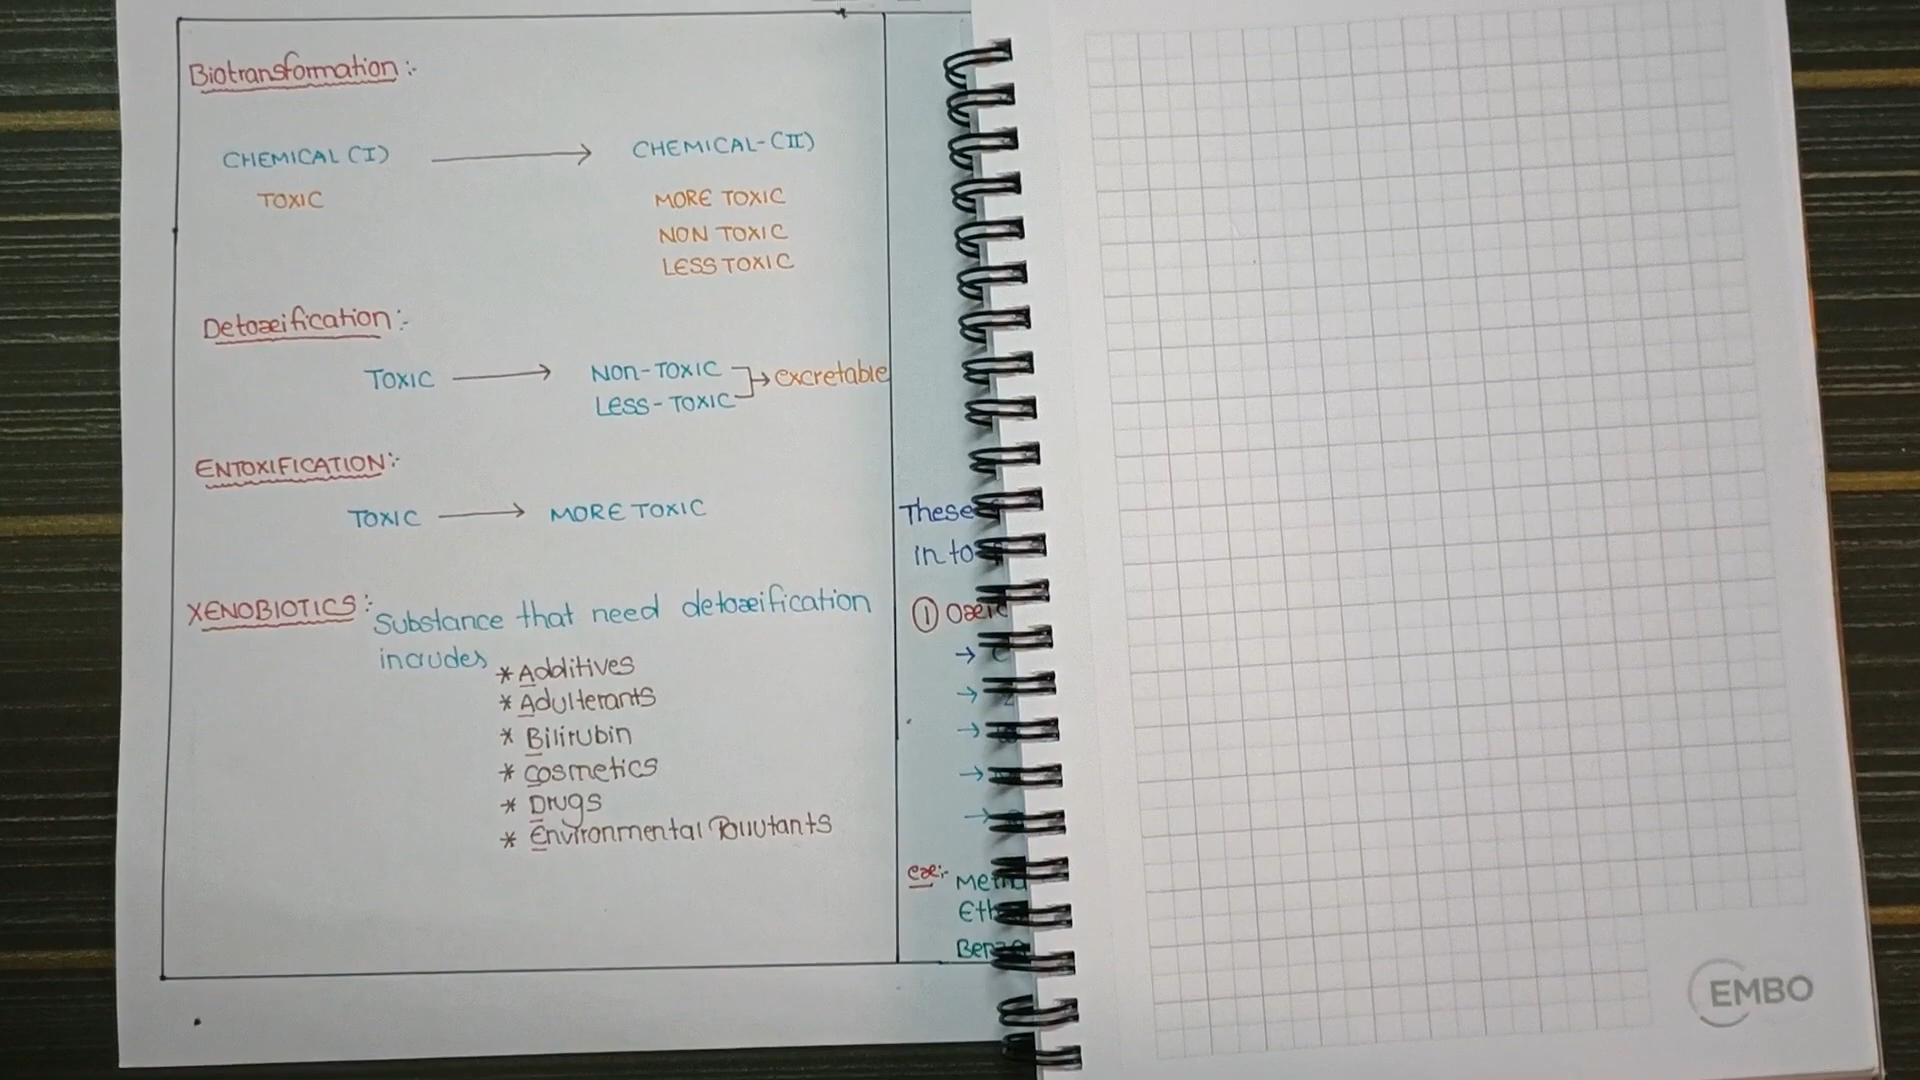 Biotransformation :-
CHEMICAL (I) → CHEMICAL-(II)
TOXIC
MORE TOXIC
NON TOXIC
LESS TOXIC
Detoxification :-
TOXIC → NON-TOXIC
LESS-TOXIC
→ excretable
ENTOXIFICATION :-
TOXIC → MORE TOXIC
XENOBIOTICS : Substance that need detoxification
includes
* Additives
* Adulterants
* Bilirubin
* Cosmetics
* Drugs
* Environmental Pollutants
These
in to
①
→
→
→
→
→
ex:-
EMBO